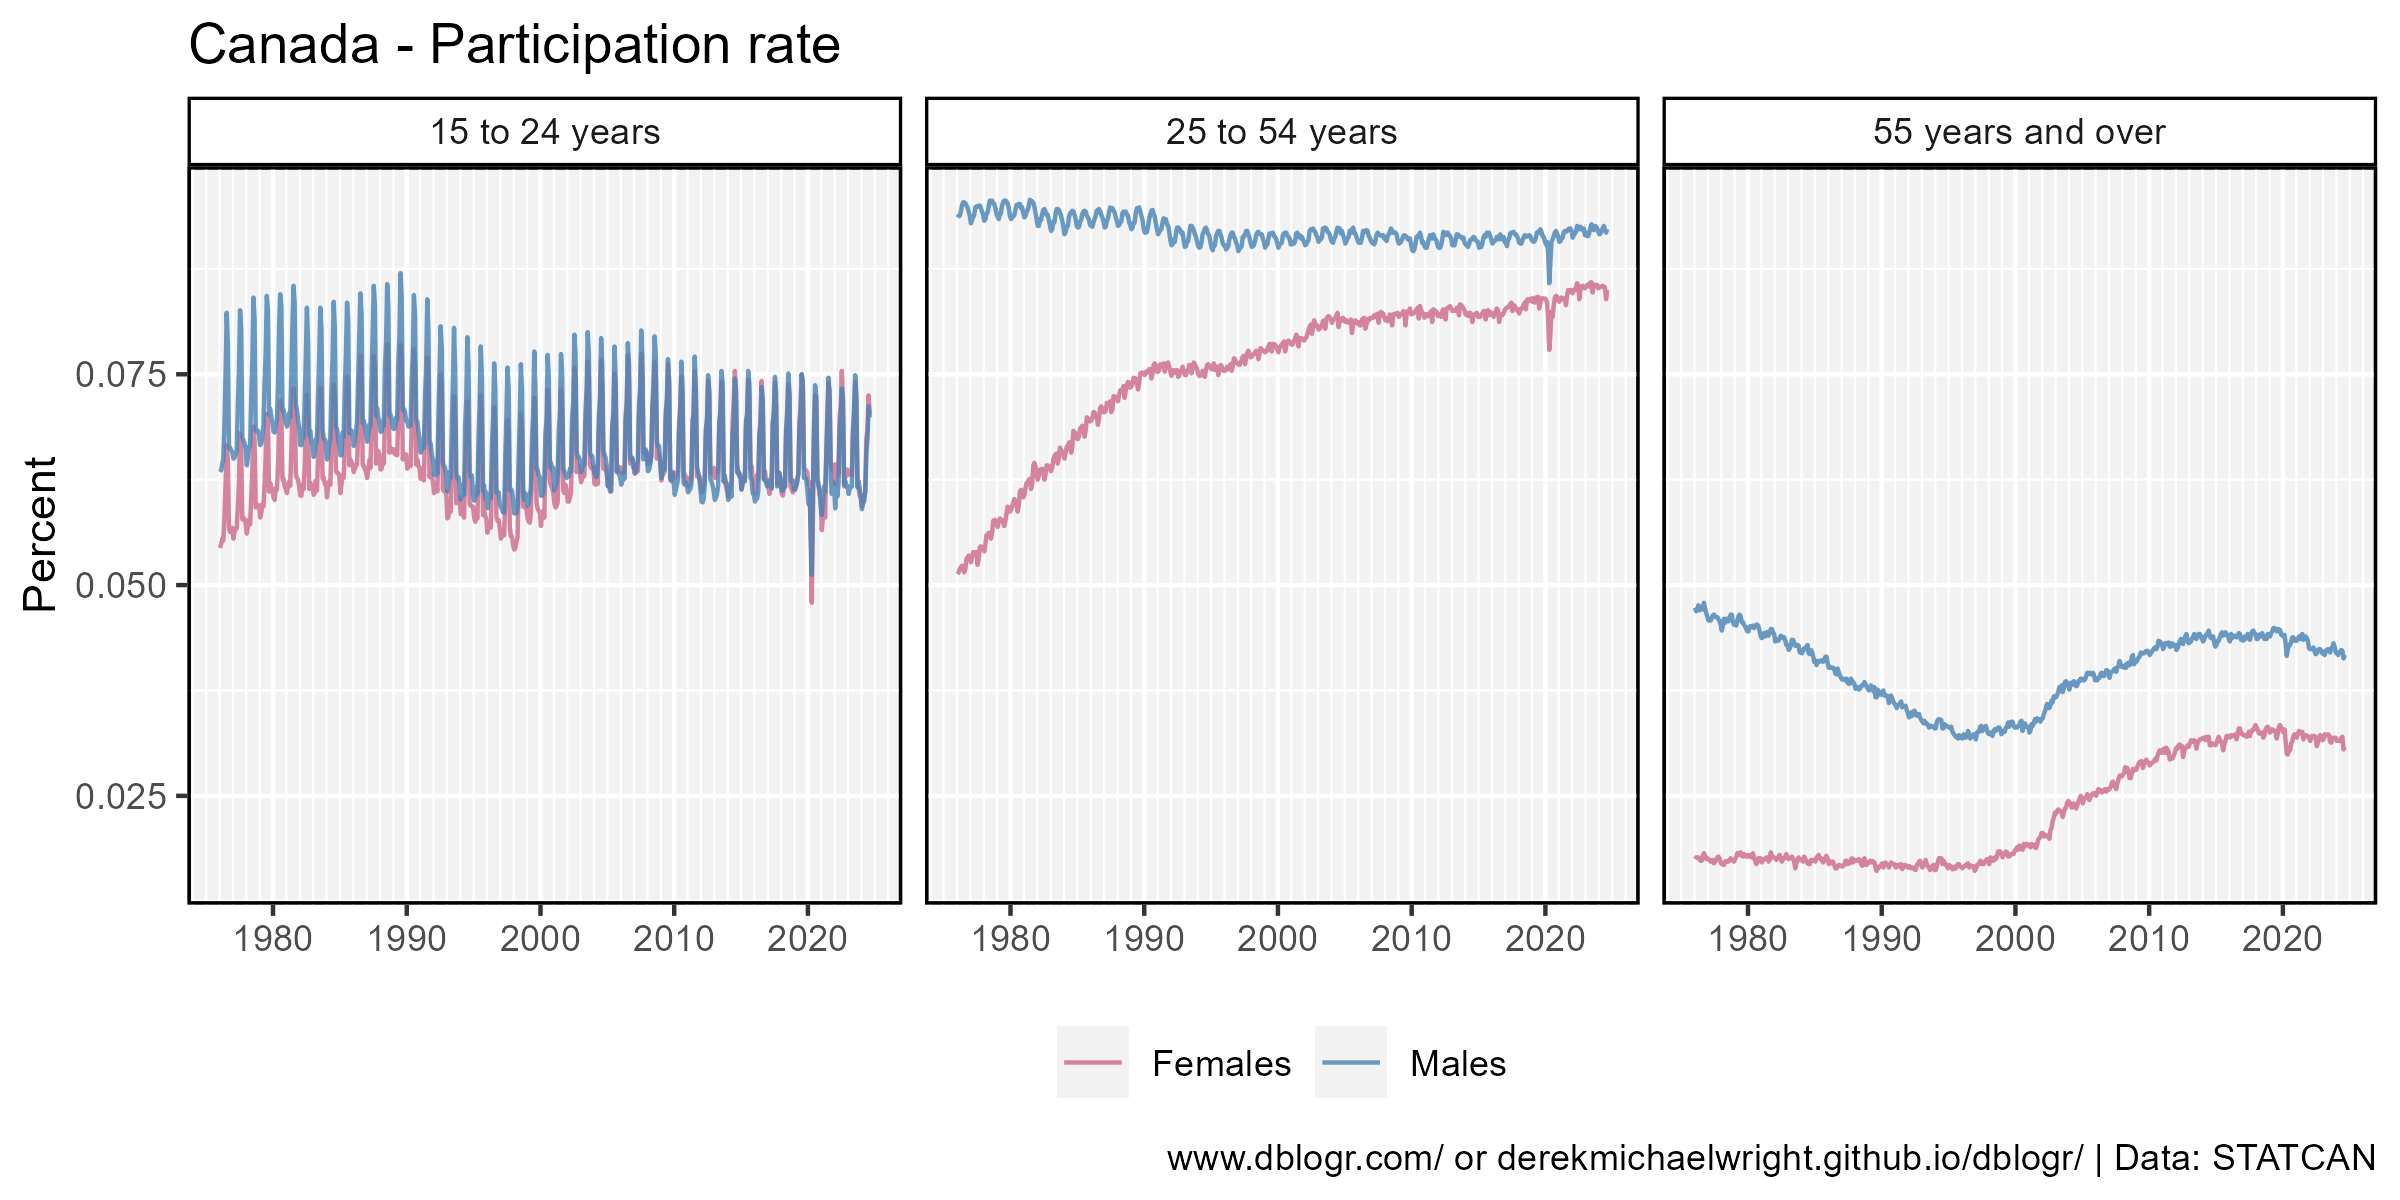 Canada - Participation rate
15 to 24 years
25 to 54 years
55 years and over
Percent
0.075
0.050
0.025
1980 1990 2000 2010 2020
1980 1990 2000 2010 2020
1980 1990 2000 2010 2020
Females Males
www.dblogr.com/ or derekmichaelwright.github.io/dblogr/ | Data: STATCAN